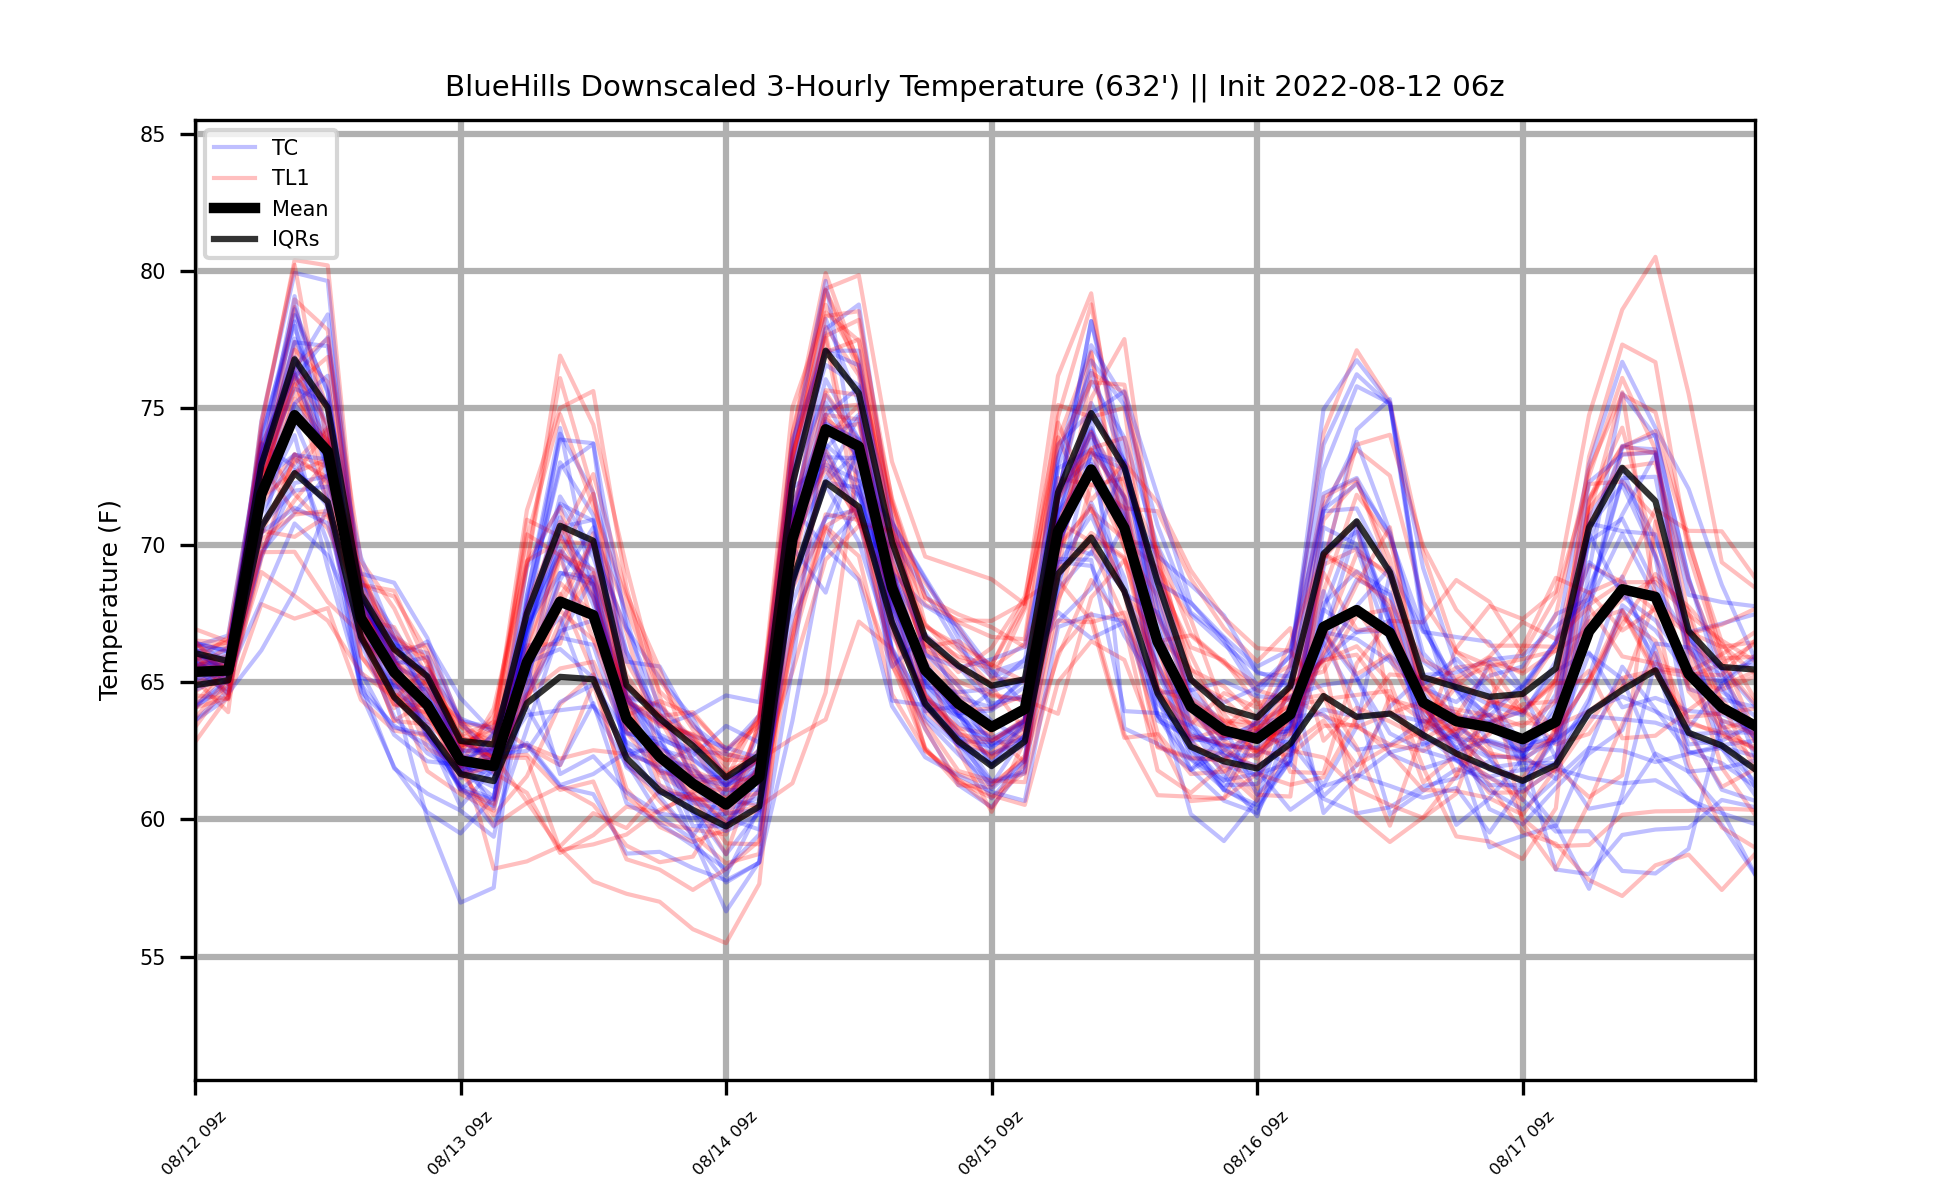 BlueHills Downscaled 3-Hourly Temperature (632') || Init 2022-08-12 06z
TC
TL1
Mean
IQRs
Temperature (F)
85
80
75
70
65
60
55
08/12 09z
08/13 09z
08/14 09z
08/15 09z
08/16 09z
08/17 09z